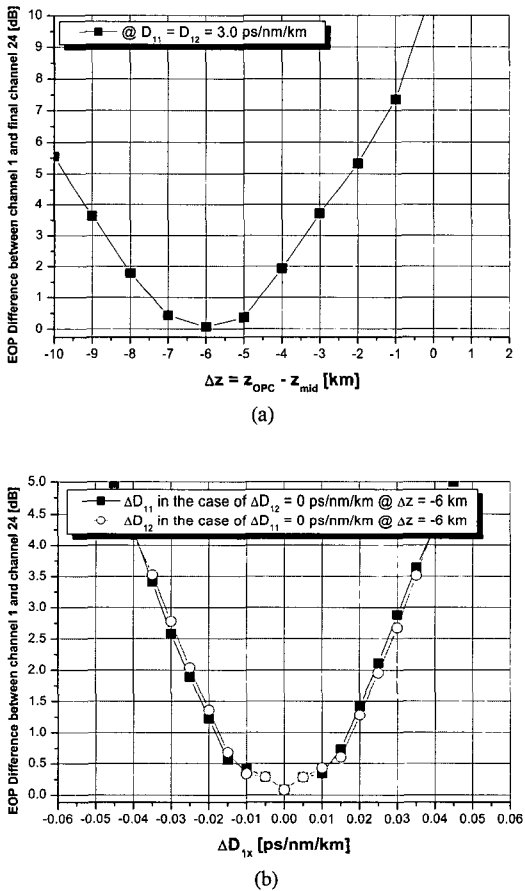 EOP Difference between channel 1 and final channel 24 [dB]
10
9
8
7
6
5
4
3
2
1
0
@ D11 = D12 = 3.0 ps/nm/km
-10 -9 -8 -7 -6 -5 -4 -3 -2 -1 0 1 2
Δz = zOPC - zmid [km]
(a)
EOP Difference between channel 1 and channel 24 [dB]
5.0
4.5
4.0
3.5
3.0
2.5
2.0
1.5
1.0
0.5
0.0
ΔD11 in the case of ΔD12 = 0 ps/nm/km @ Δz = -6 km
ΔD12 in the case of ΔD11 = 0 ps/nm/km @ Δz = -6 km
-0.06 -0.05 -0.04 -0.03 -0.02 -0.01 0.00 0.01 0.02 0.03 0.04 0.05 0.06
ΔD1x [ps/nm/km]
(b)